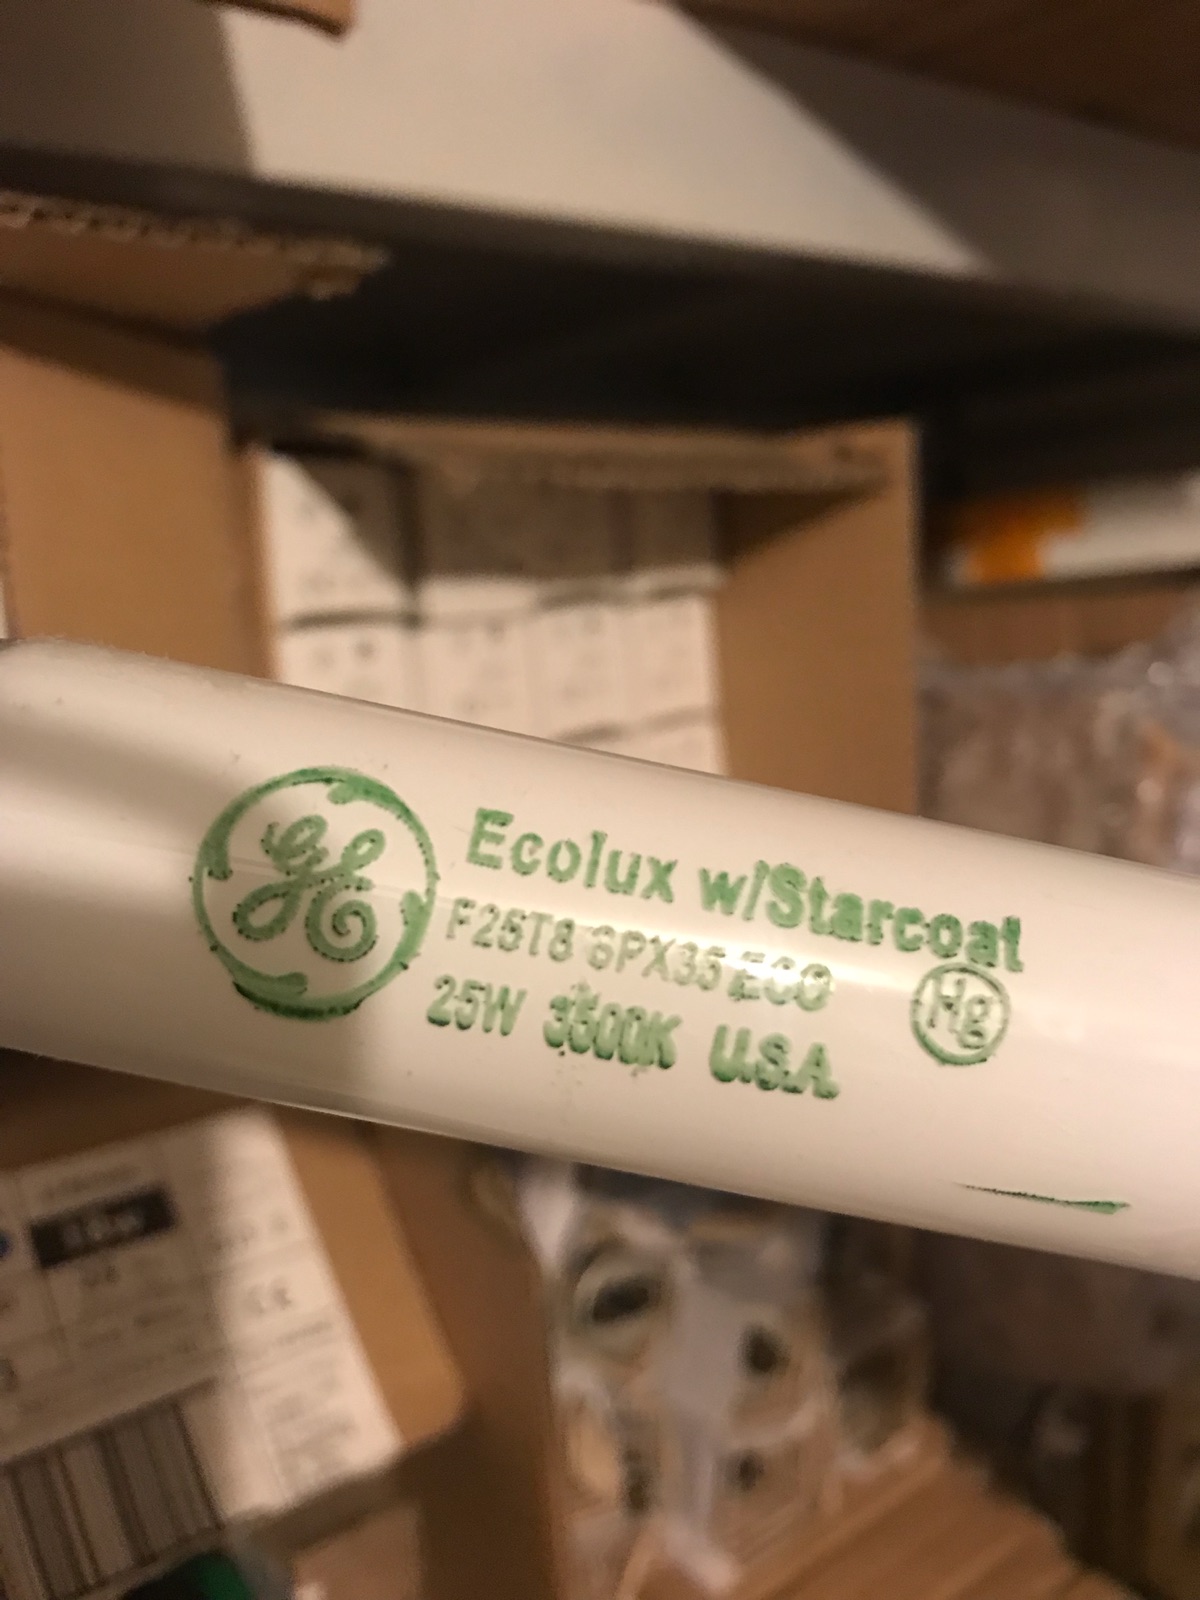 GE
Ecolux w/Starcoat
F25T8 SPX35 ECO
Hg
25W 3500K U.S.A.